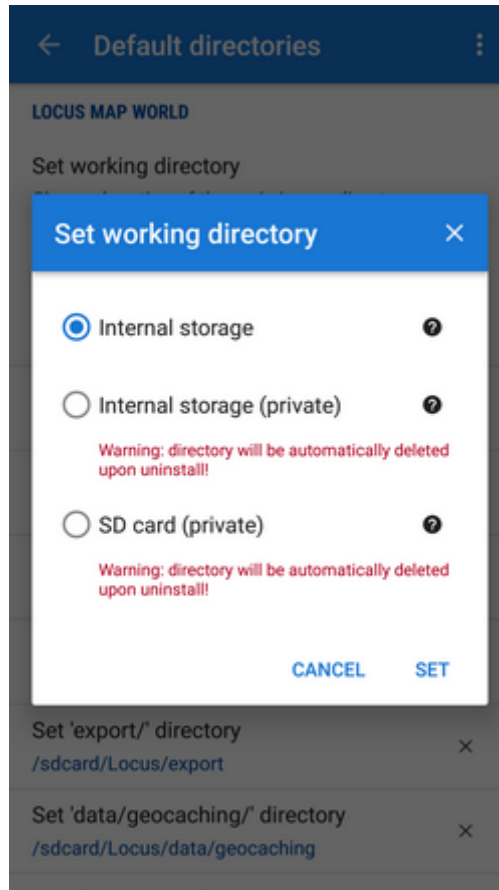 Default directories
LOCUS MAP WORLD
Set working directory
Set working directory
Internal storage
Internal storage (private)
Warning: directory will be automatically deleted
upon uninstall!
SD card (private)
Warning: directory will be automatically deleted
upon uninstall!
CANCEL SET
Set 'export/' directory
/sdcard/Locus/export
Set 'data/geocaching/' directory
/sdcard/Locus/data/geocaching